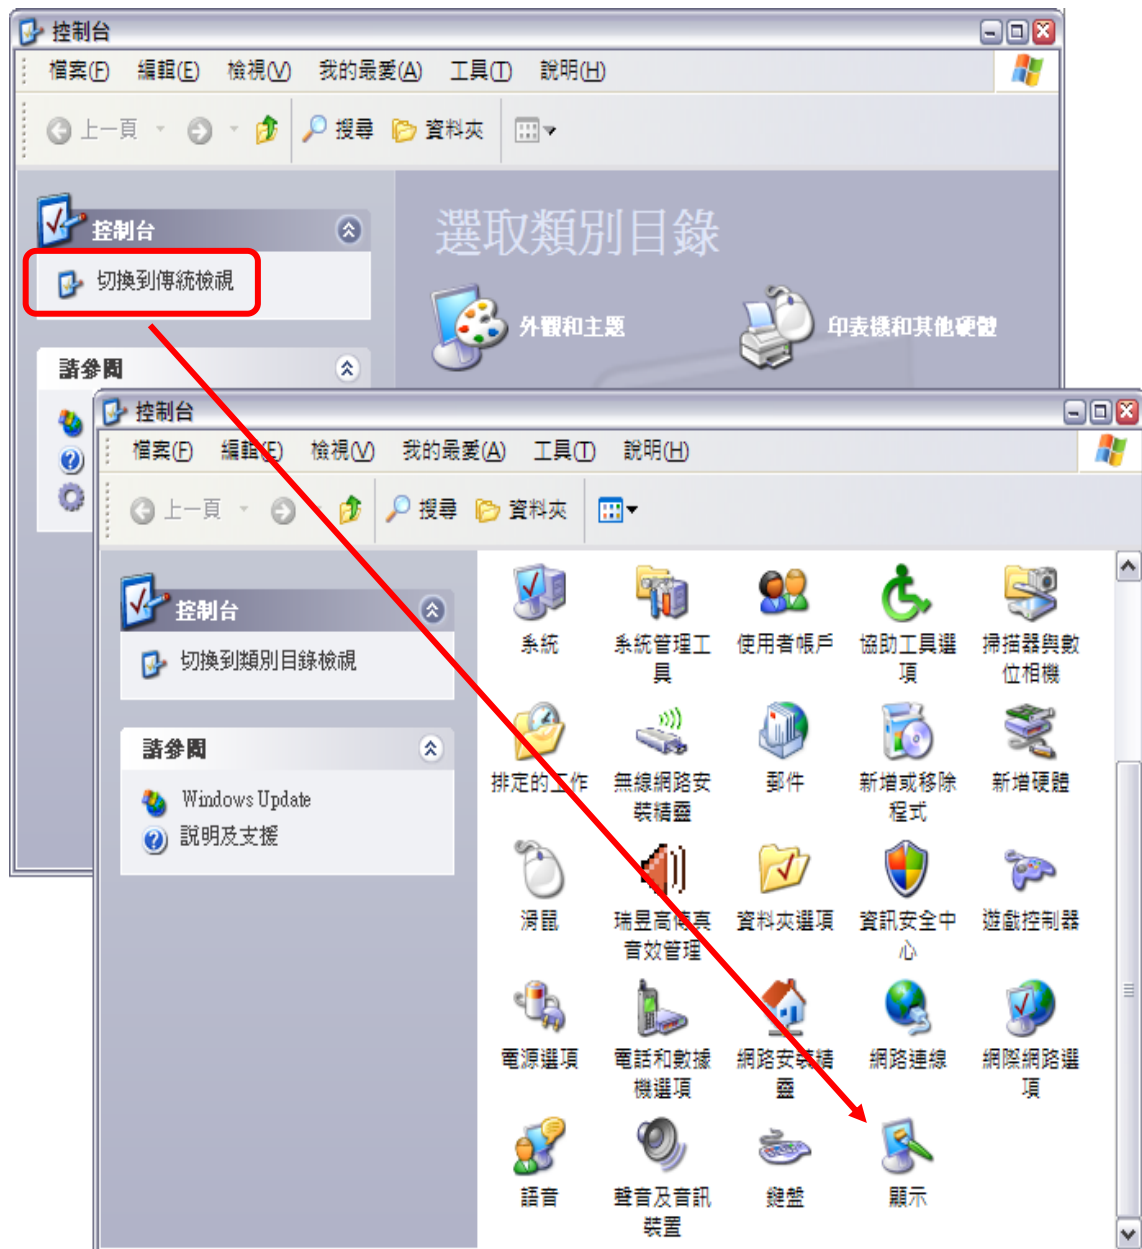 控制台
檔案(F) 編輯(E) 檢視(V) 我的最愛(A) 工具(T) 說明(H)
上一頁 搜尋 資料夾
控制台
切換到傳統檢視
請參閱
選取類別目錄
外觀和主題 印表機和其他硬體
控制台
檔案(F) 編輯(E) 檢視(V) 我的最愛(A) 工具(T) 說明(H)
上一頁 搜尋 資料夾
控制台
切換到類別目錄檢視
請參閱
Windows Update
說明及支援
系統 系統管理工 使用者帳戶 協助工具選 掃描器與數
具 項 位相機
排定的工作 無線網路安 郵件 新增或移除 新增硬體
裝精靈 程式
滑鼠 瑞昱高傳真 資料夾選項 資訊安全中 遊戲控制器
音效管理 心
電源選項 電話和數據 網路安裝精 網路連線 網際網路選
機選項 靈 項
語音 聲音及音訊 鍵盤 顯示
裝置